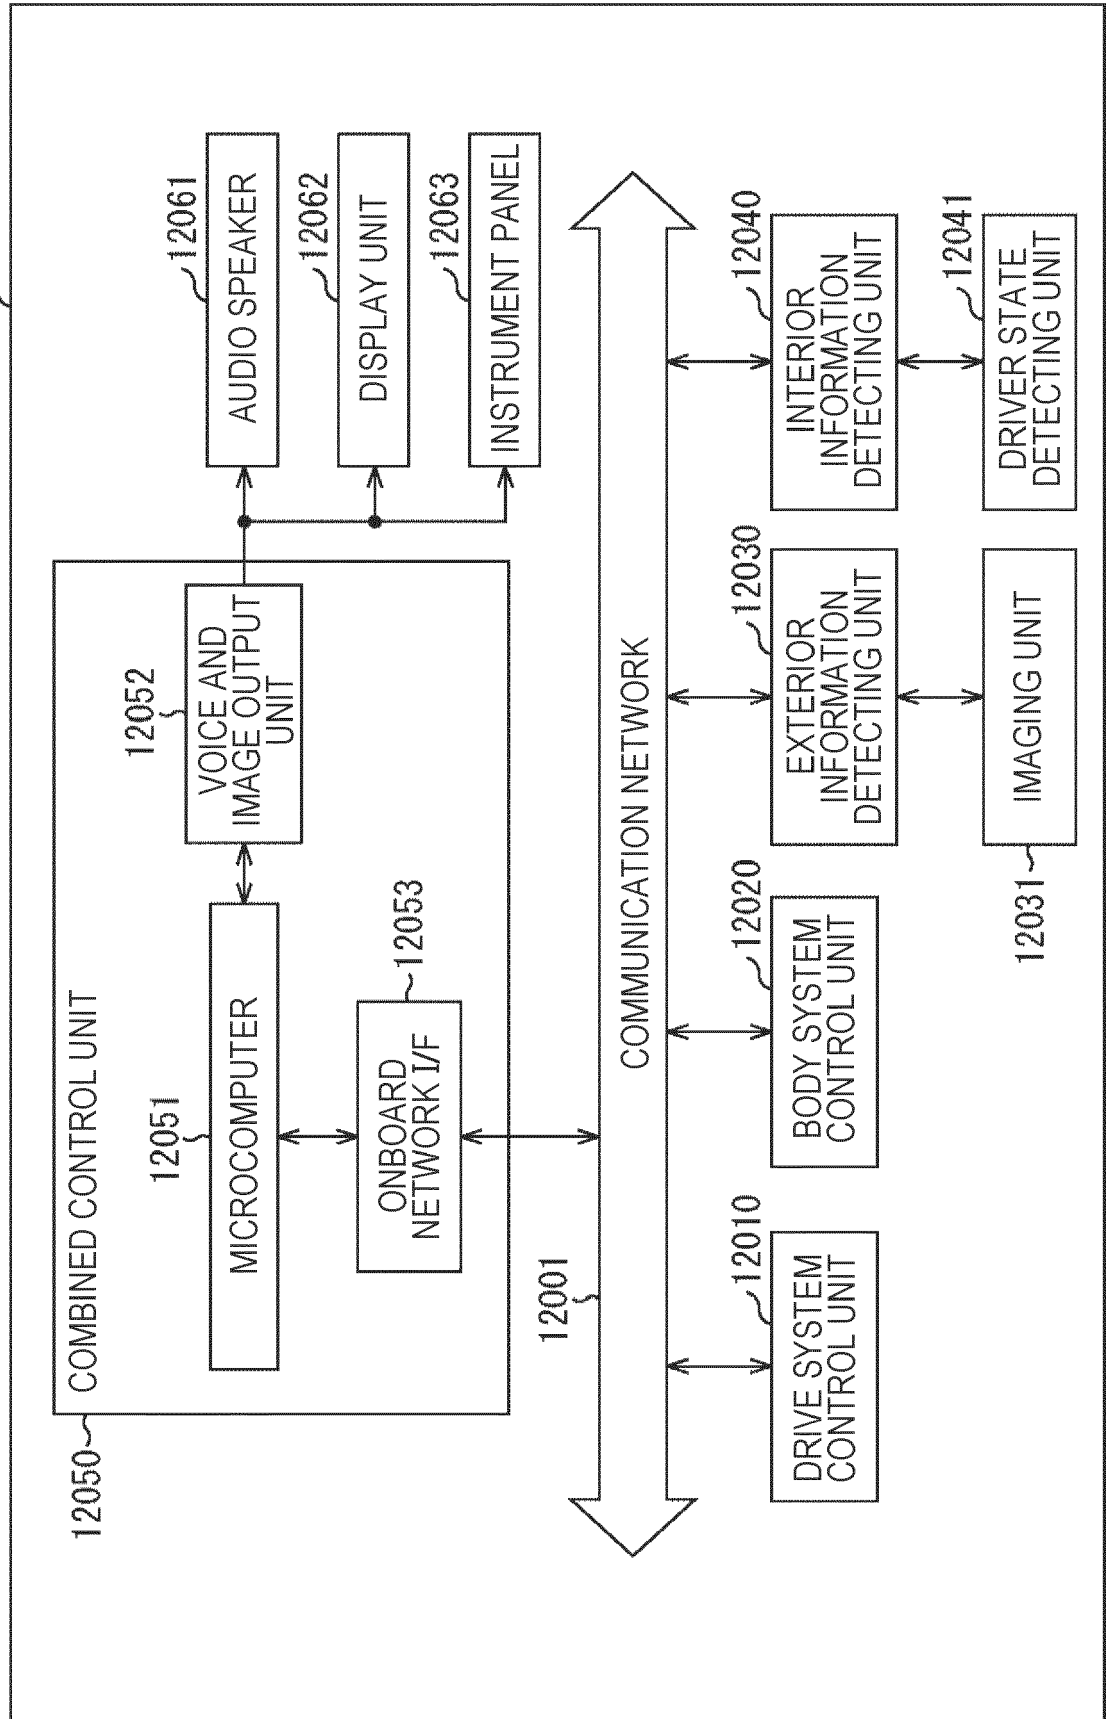 12050
COMBINED CONTROL UNIT
12051
MICROCOMPUTER
12052
VOICE AND
IMAGE OUTPUT
UNIT
12053
ONBOARD
NETWORK I/F
12061
AUDIO SPEAKER
12062
DISPLAY UNIT
12063
INSTRUMENT PANEL
12001
COMMUNICATION NETWORK
12010
DRIVE SYSTEM
CONTROL UNIT
12020
BODY SYSTEM
CONTROL UNIT
12030
EXTERIOR
INFORMATION
DETECTING UNIT
12040
INTERIOR
INFORMATION
DETECTING UNIT
12031
IMAGING UNIT
12041
DRIVER STATE
DETECTING UNIT